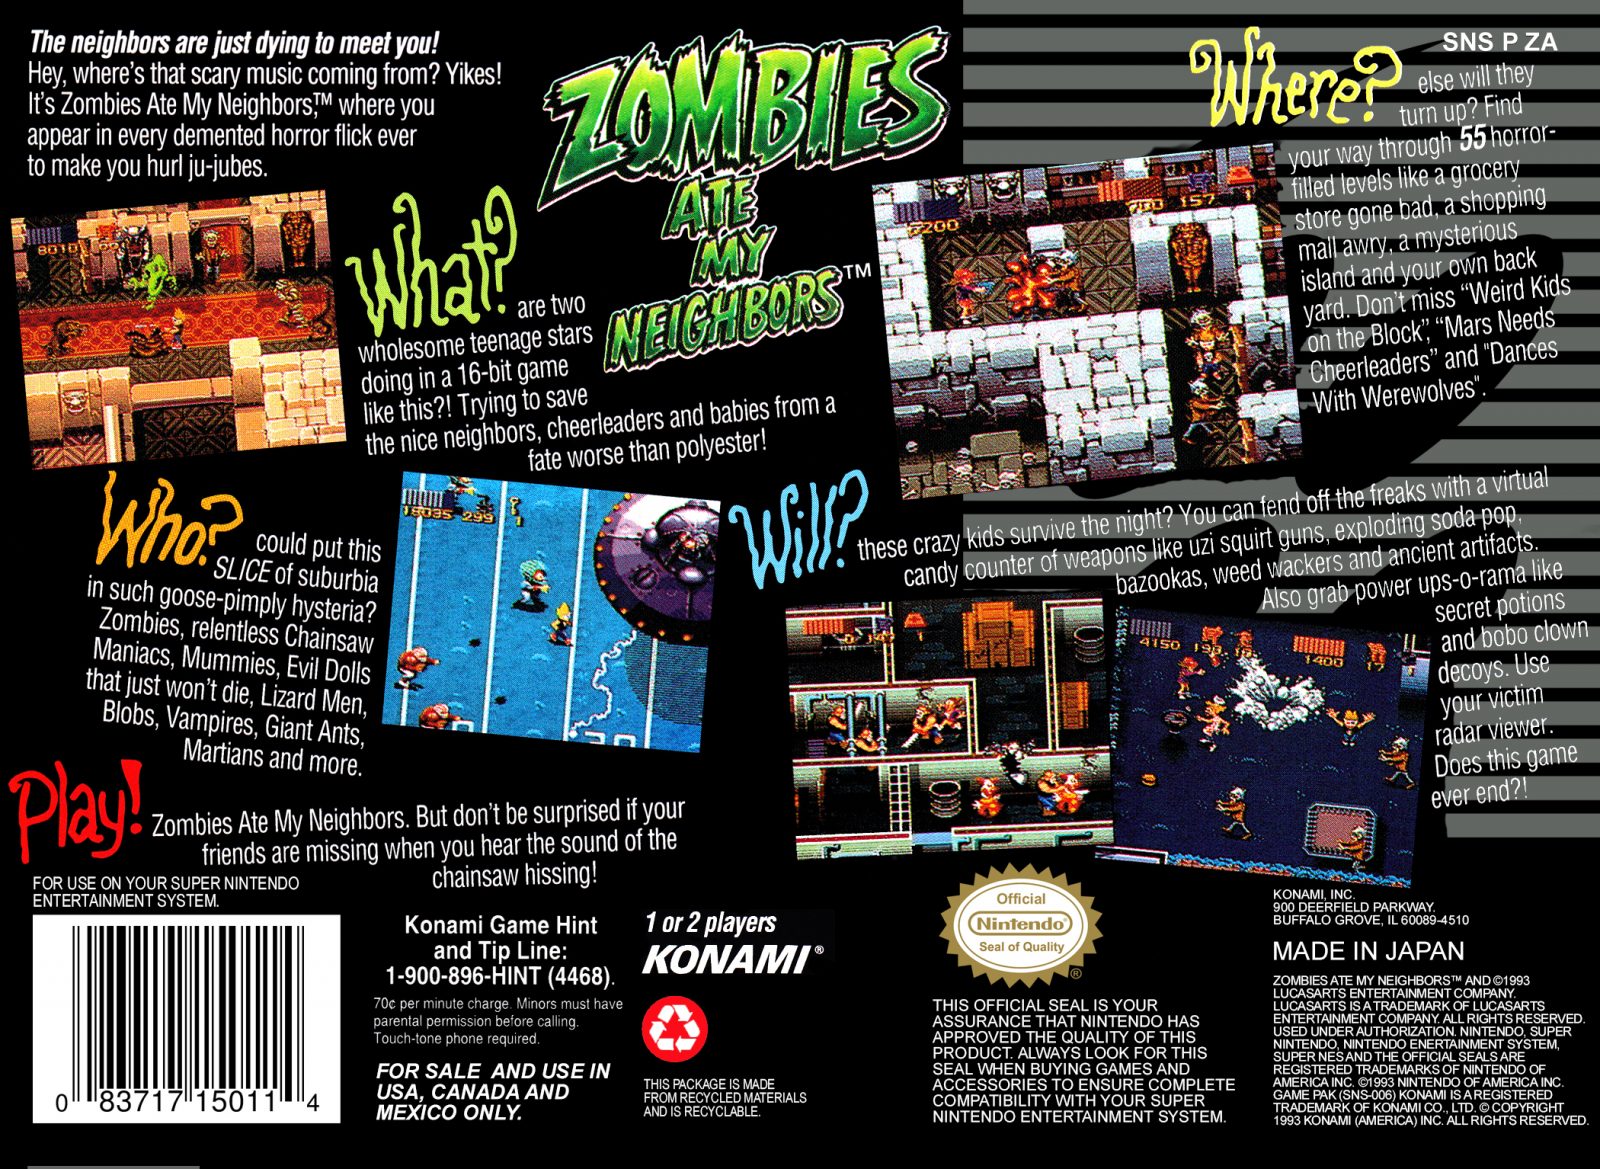 The neighbors are just dying to meet you!
Hey, where's that scary music coming from? Yikes!
It's Zombies Ate My Neighbors,™ where you
appear in every demented horror flick ever
to make you hurl ju-jubes.
ZOMBIES
ATE
MY
NEIGHBORS™
What? are two
wholesome teenage stars
doing in a 16-bit game
like this?! Trying to save
the nice neighbors, cheerleaders and babies from a
fate worse than polyester!
SNS P ZA
Where? else will they
turn up? Find
your way through 55 horror-
filled levels like a grocery
store gone bad, a shopping
mall awry, a mysterious
island and your own back
yard. Don't miss "Weird Kids
on the Block", "Mars Needs
Cheerleaders" and "Dances
With Werewolves".
8010
7200
157
Who? could put this
SLICE of suburbia
in such goose-pimply hysteria?
Zombies, relentless Chainsaw
Maniacs, Mummies, Evil Dolls
that just won't die, Lizard Men,
Blobs, Vampires, Giant Ants,
Martians and more.
18035 299 1
Will? these crazy kids survive the night? You can fend off the freaks with a virtual
candy counter of weapons like uzi squirt guns, exploding soda pop,
bazookas, weed wackers and ancient artifacts.
Also grab power ups-o-rama like
secret potions
and bobo clown
decoys. Use
your victim
radar viewer.
Does this game
ever end?!
4150 190
1400
Play! Zombies Ate My Neighbors. But don't be surprised if your
friends are missing when you hear the sound of the
chainsaw hissing!
FOR USE ON YOUR SUPER NINTENDO
ENTERTAINMENT SYSTEM.
0 83717 15011 4
Konami Game Hint
and Tip Line:
1-900-896-HINT (4468).
70¢ per minute charge. Minors must have
parental permission before calling.
Touch-tone phone required.
FOR SALE AND USE IN
USA, CANADA AND
MEXICO ONLY.
1 or 2 players
KONAMI®
THIS PACKAGE IS MADE
FROM RECYCLED MATERIALS
AND IS RECYCLABLE.
Official
Nintendo
Seal of Quality
®
THIS OFFICIAL SEAL IS YOUR
ASSURANCE THAT NINTENDO HAS
APPROVED THE QUALITY OF THIS
PRODUCT. ALWAYS LOOK FOR THIS
SEAL WHEN BUYING GAMES AND
ACCESSORIES TO ENSURE COMPLETE
COMPATIBILITY WITH YOUR SUPER
NINTENDO ENTERTAINMENT SYSTEM.
KONAMI, INC.
900 DEERFIELD PARKWAY.
BUFFALO GROVE, IL 60089-4510
MADE IN JAPAN
ZOMBIES ATE MY NEIGHBORS™ AND ©1993
LUCASARTS ENTERTAINMENT COMPANY.
LUCASARTS IS A TRADEMARK OF LUCASARTS
ENTERTAINMENT COMPANY. ALL RIGHTS RESERVED.
USED UNDER AUTHORIZATION. NINTENDO, SUPER
NINTENDO, NINTENDO ENERTAINMENT SYSTEM,
SUPER NES AND THE OFFICIAL SEALS ARE
REGISTERED TRADEMARKS OF NINTENDO OF
AMERICA INC. ©1993 NINTENDO OF AMERICA INC.
GAME PAK (SNS-006) KONAMI IS A REGISTERED
TRADEMARK OF KONAMI CO., LTD. © COPYRIGHT
1993 KONAMI (AMERICA) INC. ALL RIGHTS RESERVED.